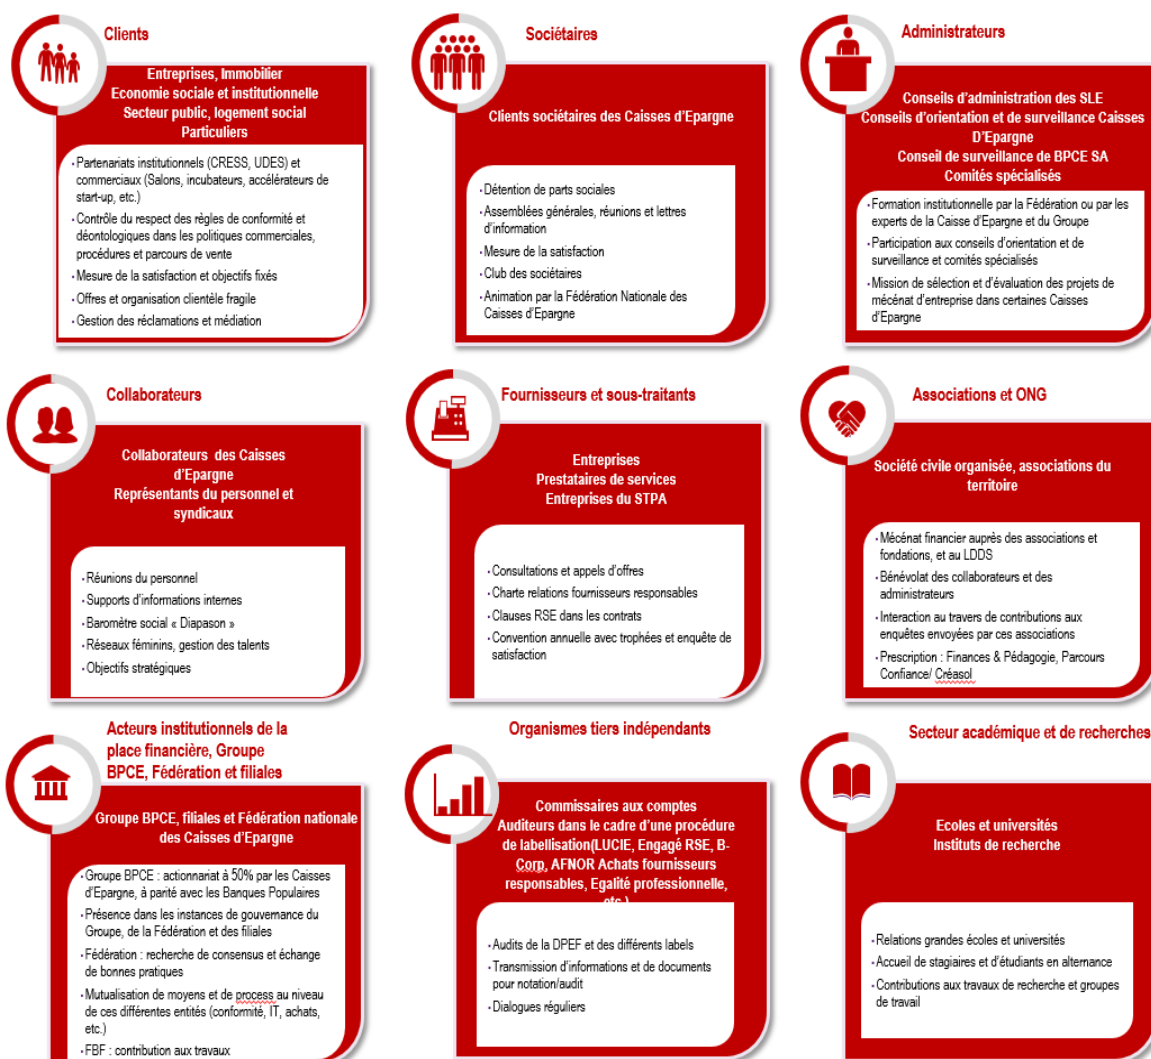 Clients
Entreprises, Immobilier
Economie sociale et institutionnelle
Secteur public, logement social
Particuliers
· Partenariats institutionnels (CRESS, UDES) et
commerciaux (Salons, incubateurs, accélérateurs de
start-up, etc.)
· Contrôle du respect des règles de conformité et
déontologiques dans les politiques commerciales,
procédures et parcours de vente
· Mesure de la satisfaction et objectifs fixés
· Offres et organisation clientèle fragile
· Gestion des réclamations et médiation
Sociétaires
Clients sociétaires des Caisses d'Epargne
· Détention de parts sociales
· Assemblées générales, réunions et lettres
d'information
· Mesure de la satisfaction
· Club des sociétaires
· Animation par la Fédération Nationale des
Caisses d'Epargne
Administrateurs
Conseils d'administration des SLE
Conseils d'orientation et de surveillance Caisses
D'Epargne
Conseil de surveillance de BPCE SA
Comités spécialisés
· Formation institutionnelle par la Fédération ou par les
experts de la Caisse d'Epargne et du Groupe
· Participation aux conseils d'orientation et de
surveillance et comités spécialisés
· Mission de sélection et d'évaluation des projets de
mécénat d'entreprise dans certaines Caisses
d'Epargne
Collaborateurs
Collaborateurs des Caisses
d'Epargne
Représentants du personnel et
syndicaux
· Réunions du personnel
· Supports d'informations internes
· Baromètre social « Diapason »
· Réseaux féminins, gestion des talents
· Objectifs stratégiques
Fournisseurs et sous-traitants
Entreprises
Prestataires de services
Entreprises du STPA
· Consultations et appels d'offres
· Charte relations fournisseurs responsables
· Clauses RSE dans les contrats
· Convention annuelle avec trophées et enquête de
satisfaction
Associations et ONG
Société civile organisée, associations du
territoire
· Mécénat financier auprès des associations et
fondations, et au LDDS
· Bénévolat des collaborateurs et des
administrateurs
· Interaction au travers de contributions aux
enquêtes envoyées par ces associations
· Prescription : Finances & Pédagogie, Parcours
Confiance/ Créasol
Acteurs institutionnels de la
place financière, Groupe
BPCE, Fédération et filiales
Groupe BPCE, filiales et Fédération nationale
des Caisses d'Epargne
· Groupe BPCE : actionnariat à 50% par les Caisses
d'Epargne, à parité avec les Banques Populaires
· Présence dans les instances de gouvernance du
Groupe, de la Fédération et des filiales
· Fédération : recherche de consensus et échange
de bonnes pratiques
· Mutualisation de moyens et de process au niveau
de ces différentes entités (conformité, IT, achats,
etc.)
· FBF : contribution aux travaux
Organismes tiers indépendants
Commissaires aux comptes
Auditeurs dans le cadre d'une procédure
de labellisation(LUCIE, Engagé RSE, B-
Corp, AFNOR Achats fournisseurs
responsables, Egalité professionnelle,
etc.)
· Audits de la DPEF et des différents labels
· Transmission d'informations et de documents
pour notation/audit
· Dialogues réguliers
Secteur académique et de recherches
Ecoles et universités
Instituts de recherche
· Relations grandes écoles et universités
· Accueil de stagiaires et d'étudiants en alternance
· Contributions aux travaux de recherche et groupes
de travail